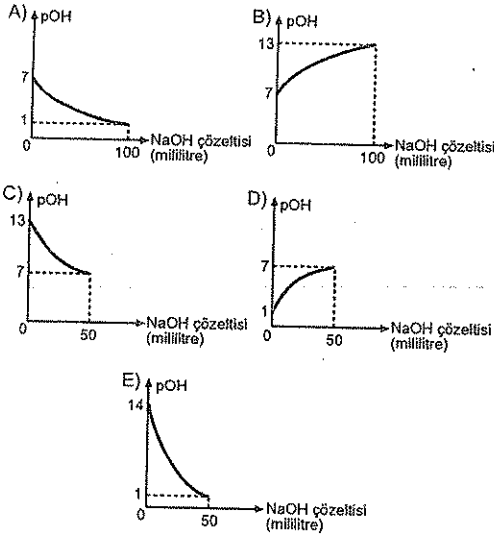 A) pOH
7
1
0
100
NaOH çözeltisi
(mililitre)
B) pOH
13
7
0
100
NaOH çözeltisi
(mililitre)
C) pOH
13
7
0
50
NaOH çözeltisi
(mililitre)
D) pOH
7
1
0
50
NaOH çözeltisi
(mililitre)
E) pOH
14
1
0
50
NaOH çözeltisi
(mililitre)